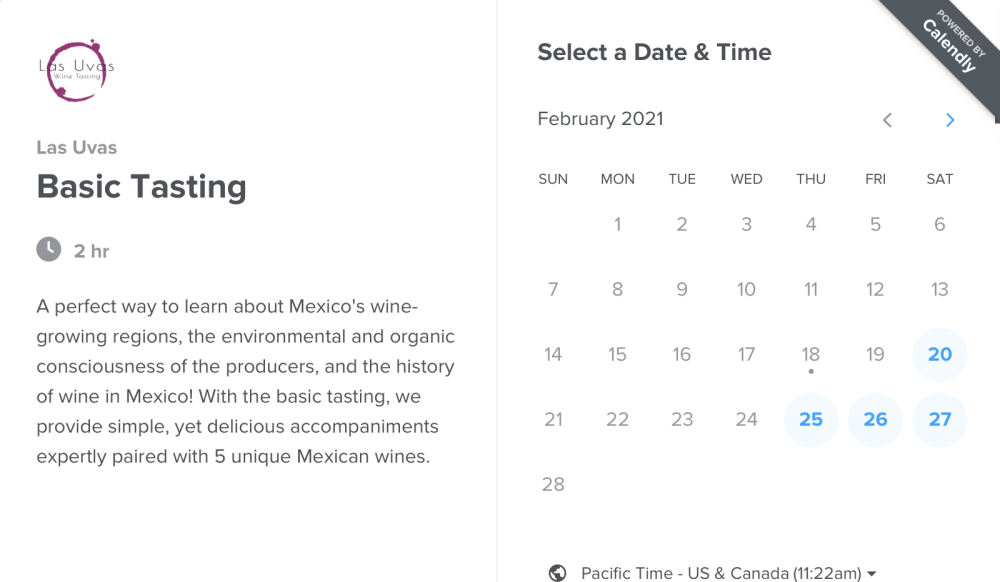 Las Uvas
Wine Tasting
Las Uvas
Basic Tasting
2 hr
A perfect way to learn about Mexico's wine-
growing regions, the environmental and organic
consciousness of the producers, and the history
of wine in Mexico! With the basic tasting, we
provide simple, yet delicious accompaniments
expertly paired with 5 unique Mexican wines.
POWERED BY
Calendly
Select a Date & Time
February 2021
SUN MON TUE WED THU FRI SAT
1 2 3 4 5 6
7 8 9 10 11 12 13
14 15 16 17 18 19 20
21 22 23 24 25 26 27
28
Pacific Time - US & Canada (11:22am)